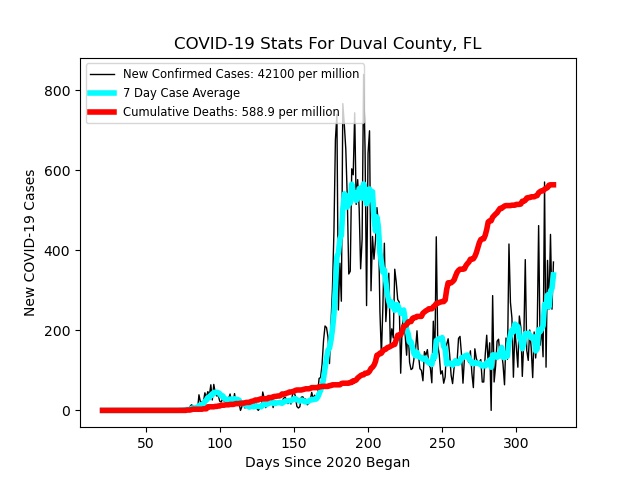 COVID-19 Stats For Duval County, FL
New Confirmed Cases: 42100 per million
7 Day Case Average
Cumulative Deaths: 588.9 per million
800
600
400
200
0
New COVID-19 Cases
50 100 150 200 250 300
Days Since 2020 Began